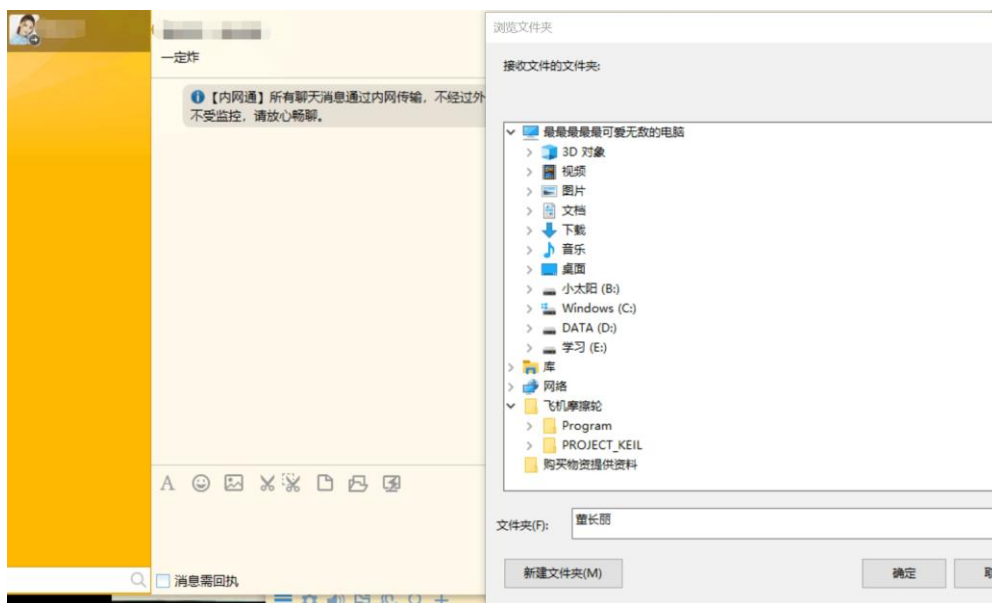 一定炸
【内网通】所有聊天消息通过内网传输，不经过外
不受监控，请放心畅聊。
消息需回执
浏览文件夹
接收文件的文件夹:
最最最最最可爱无敌的电脑
3D 对象
视频
图片
文档
下载
音乐
桌面
小太阳 (B:)
Windows (C:)
DATA (D:)
学习 (E:)
库
网络
飞机摩擦轮
Program
PROJECT_KEIL
购买物资提供资料
文件夹(F):
董长丽
新建文件夹(M)
确定